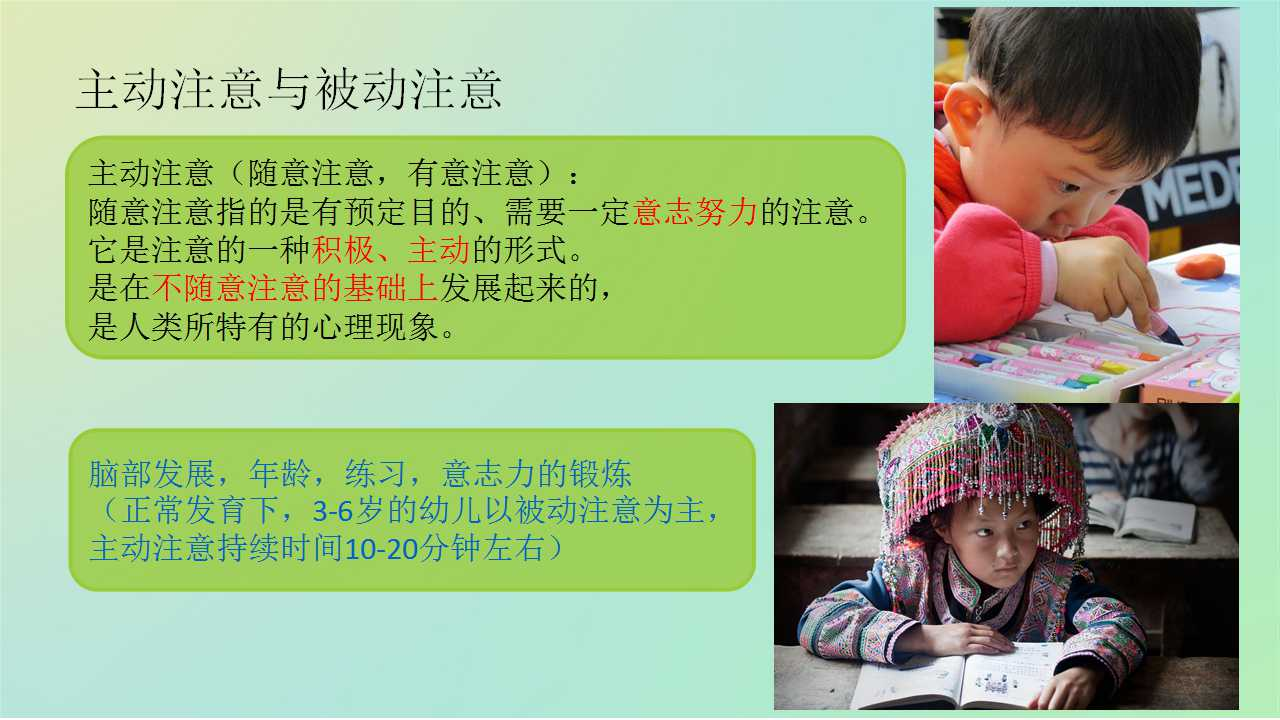 主动注意与被动注意
主动注意（随意注意，有意注意）：
随意注意指的是有预定目的、需要一定意志努力的注意。
它是注意的一种积极、主动的形式。
是在不随意注意的基础上发展起来的，
是人类所特有的心理现象。
MEDE
脑部发展，年龄，练习，意志力的锻炼
（正常发育下，3-6岁的幼儿以被动注意为主，
主动注意持续时间10-20分钟左右）